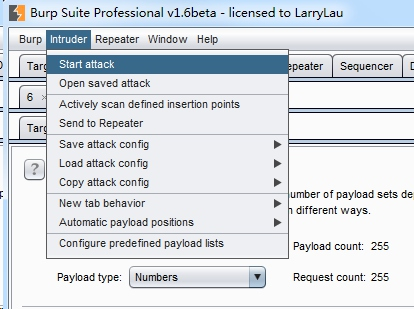 Burp Suite Professional v1.6beta - licensed to LarryLau
Burp Intruder Repeater Window Help
Start attack
Open saved attack
Actively scan defined insertion points
Send to Repeater
Save attack config
Load attack config
Copy attack config
New tab behavior
Automatic payload positions
Configure predefined payload lists
Targ
epeater
Sequencer
D
6 ×
Targ
?
umber of payload sets dep
n different ways.
Payload count: 255
Payload type: Numbers
Request count: 255